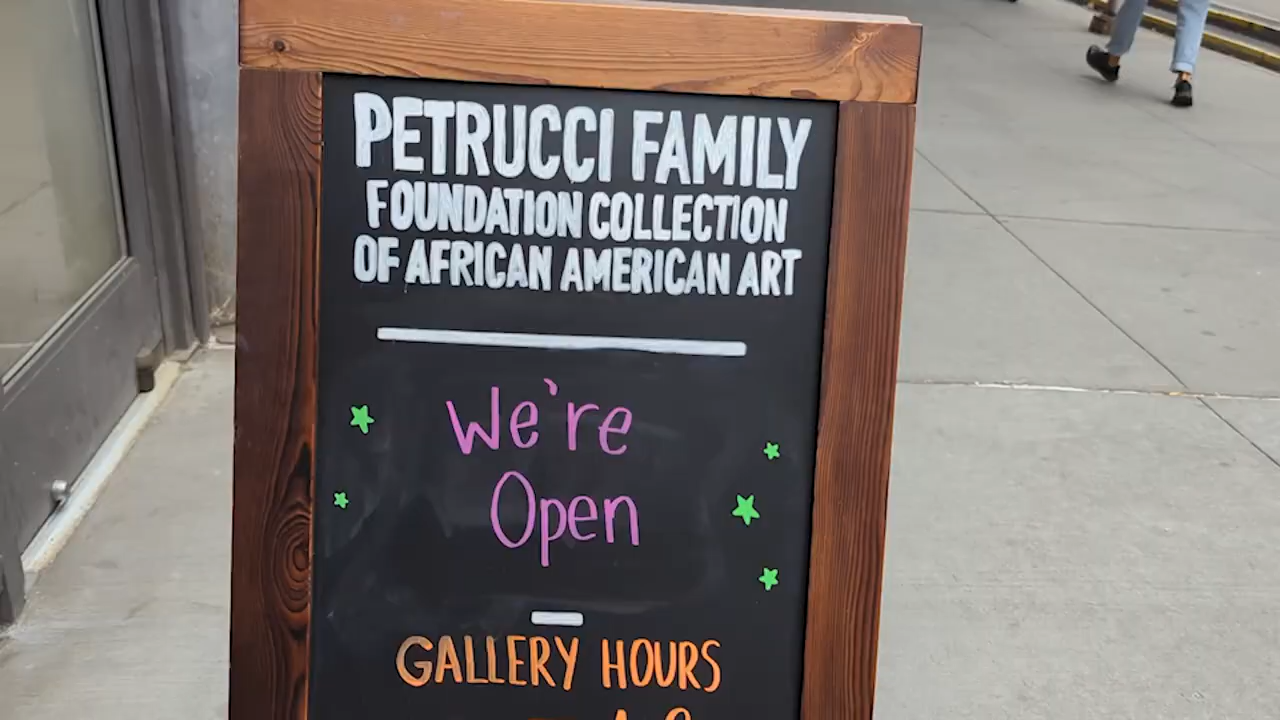 PETRUCCI FAMILY
FOUNDATION COLLECTION
OF AFRICAN AMERICAN ART
We're
Open
GALLERY HOURS